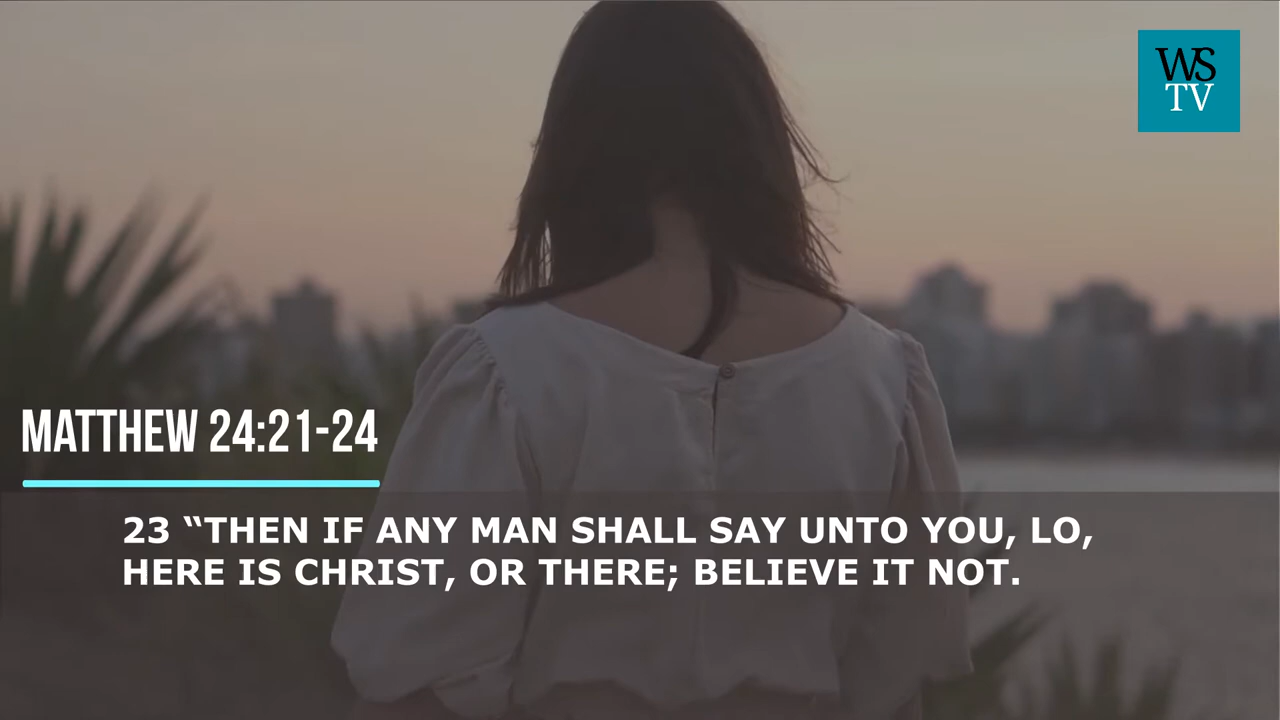 WS
TV
MATTHEW 24:21-24
23 “THEN IF ANY MAN SHALL SAY UNTO YOU, LO,
HERE IS CHRIST, OR THERE; BELIEVE IT NOT.